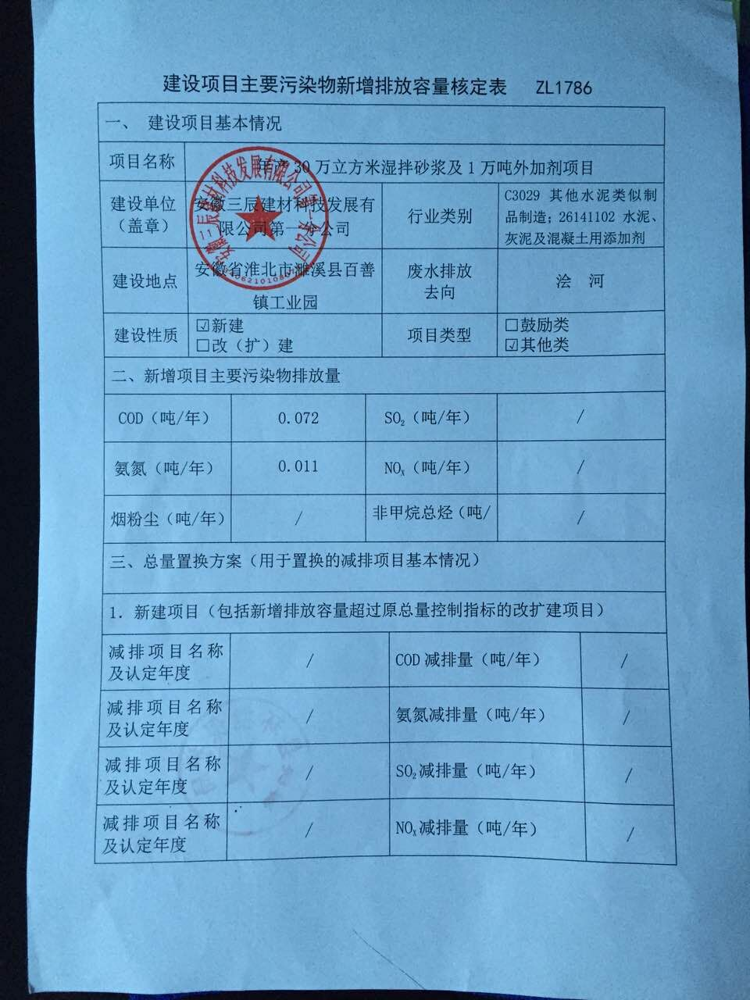 建设项目主要污染物新增排放容量核定表 ZL1786
一、 建设项目基本情况
项目名称
年产30万立方米湿拌砂浆及1万吨外加剂项目
建设单位
（盖章）
安徽三辰建材科技发展有
限公司第一分公司
行业类别
C3029 其他水泥类似制
品制造；26141102 水泥、
灰泥及混凝土用添加剂
建设地点
安徽省淮北市濉溪县百善
镇工业园
废水排放
去向
浍 河
建设性质
☑新建
□改（扩）建
项目类型
□鼓励类
☑其他类
二、新增项目主要污染物排放量
COD（吨/年）
0.072
SO₂（吨/年）
/
氨氮（吨/年）
0.011
NOx（吨/年）
/
烟粉尘（吨/年）
/
非甲烷总烃（吨/
/
三、总量置换方案（用于置换的减排项目基本情况）
1. 新建项目（包括新增排放容量超过原总量控制指标的改扩建项目）
减排项目名称
及认定年度
/
COD减排量（吨/年）
/
减排项目名称
及认定年度
/
氨氮减排量（吨/年）
/
减排项目名称
及认定年度
/
SO₂减排量（吨/年）
/
减排项目名称
及认定年度
/
NOx减排量（吨/年）
/